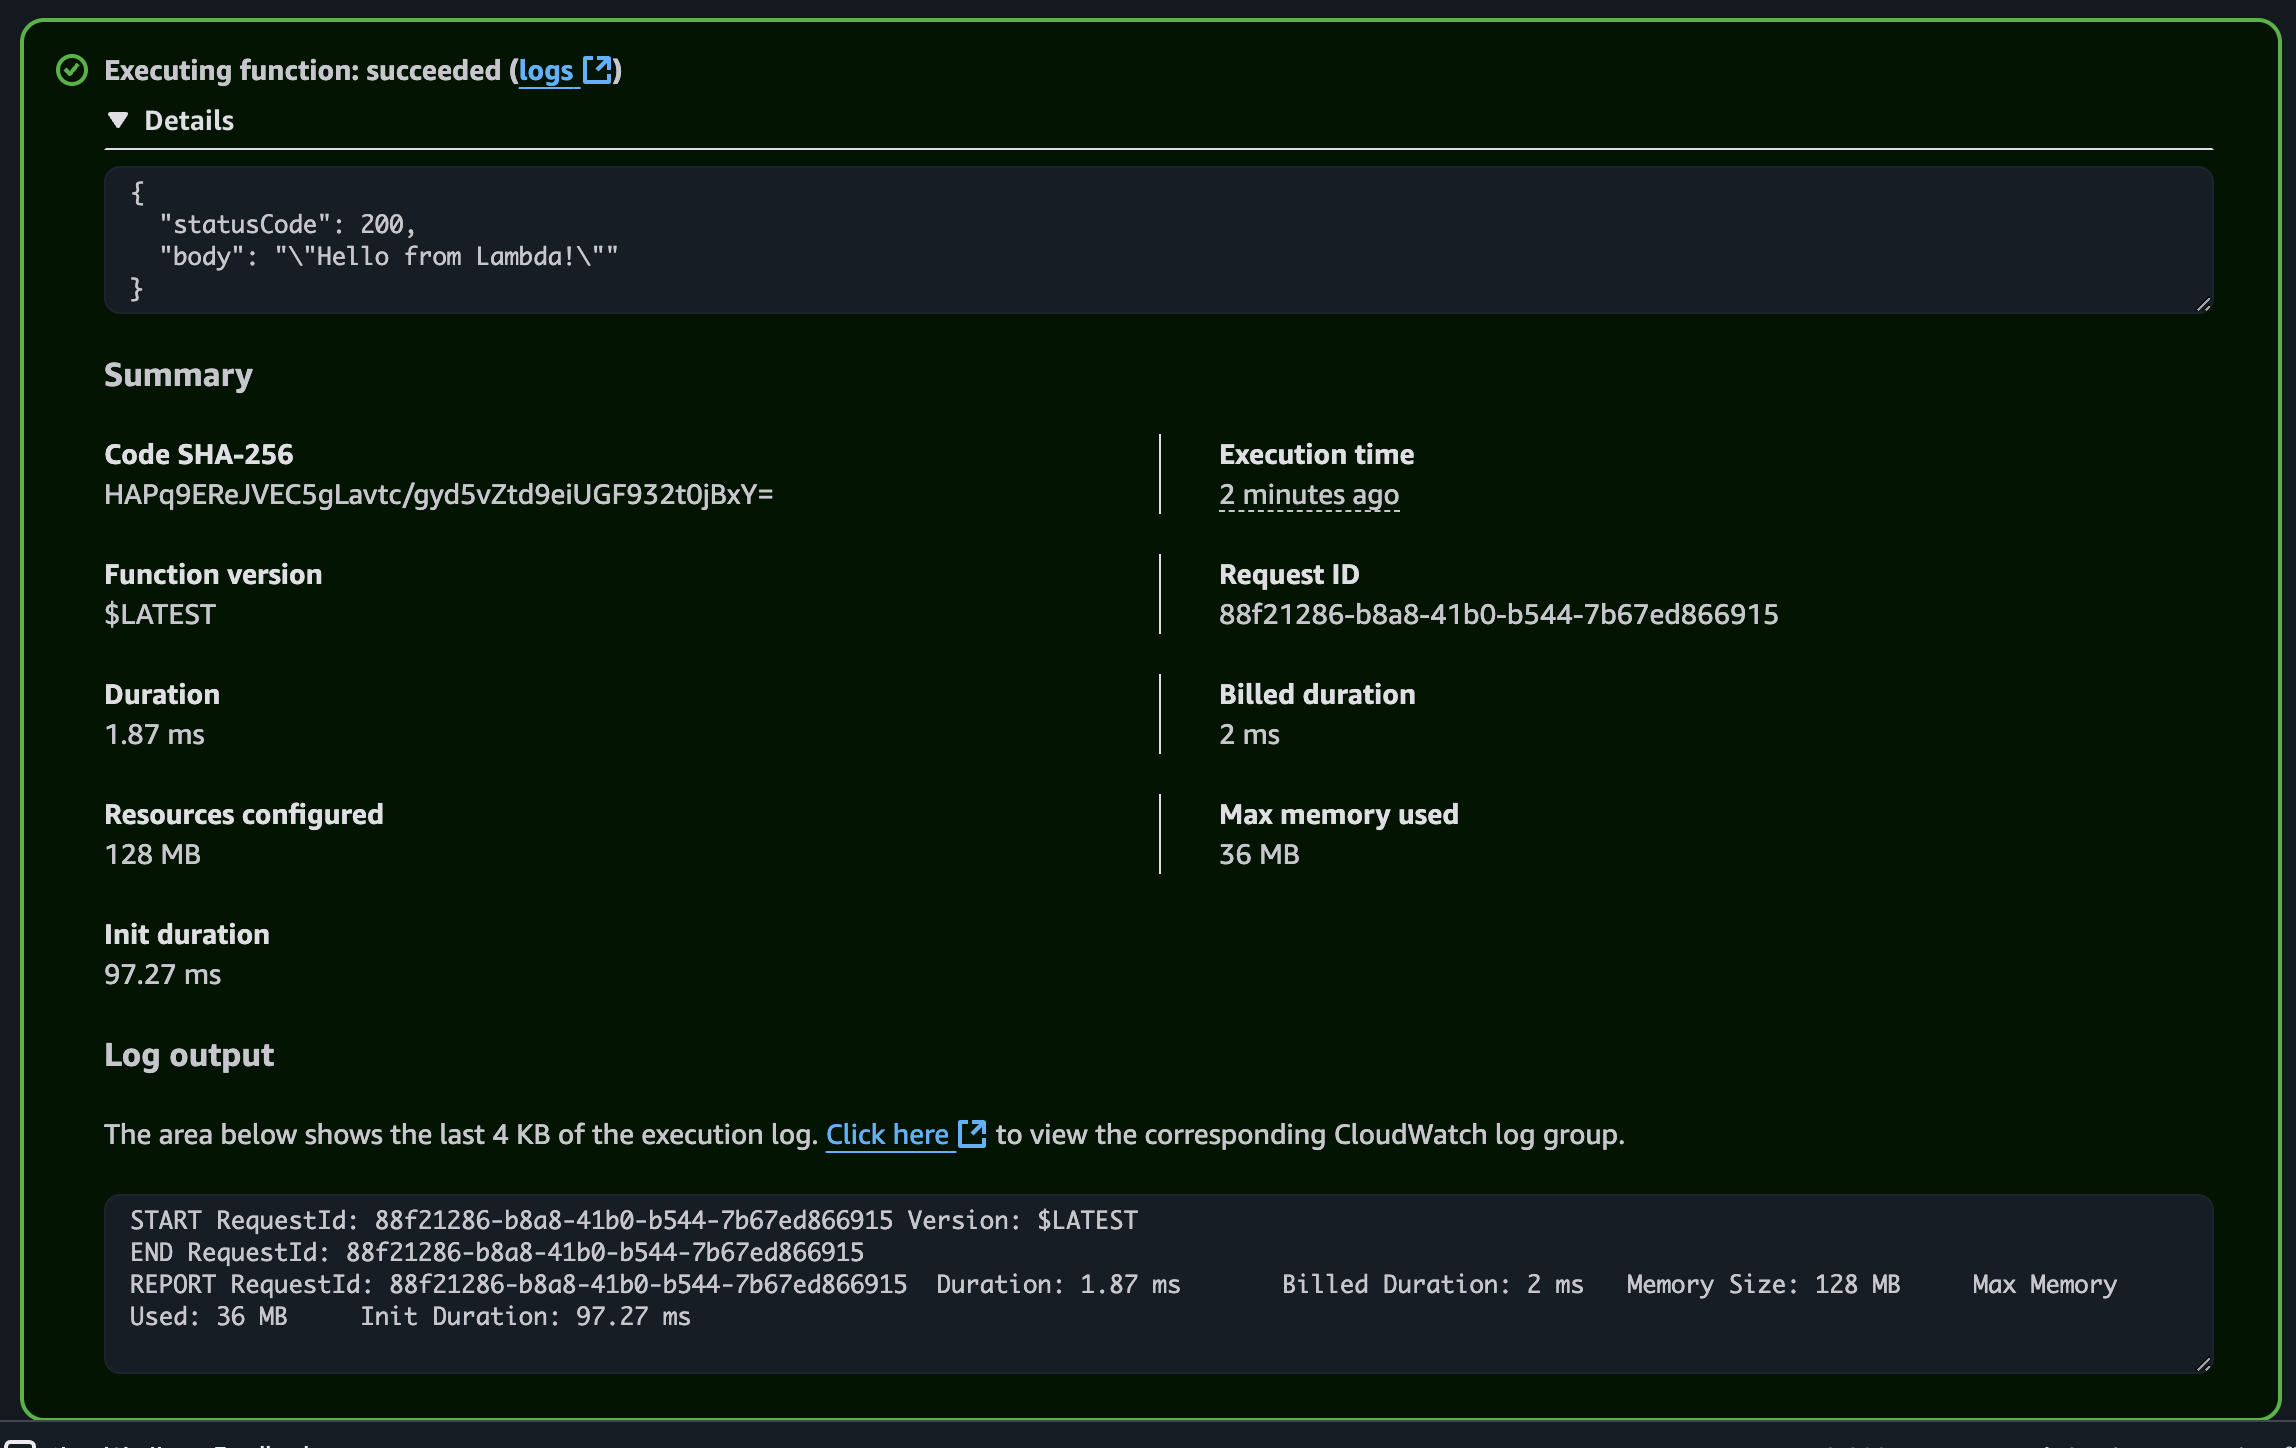 Executing function: succeeded (logs)
Details
{
  "statusCode": 200,
  "body": "\"Hello from Lambda!\""
}
Summary
Code SHA-256
HAPq9EReJVEC5gLavtc/gyd5vZtd9eiUGF932t0jBxY=
Execution time
2 minutes ago
Function version
$LATEST
Request ID
88f21286-b8a8-41b0-b544-7b67ed866915
Duration
1.87 ms
Billed duration
2 ms
Resources configured
128 MB
Max memory used
36 MB
Init duration
97.27 ms
Log output
The area below shows the last 4 KB of the execution log. Click here to view the corresponding CloudWatch log group.
START RequestId: 88f21286-b8a8-41b0-b544-7b67ed866915 Version: $LATEST
END RequestId: 88f21286-b8a8-41b0-b544-7b67ed866915
REPORT RequestId: 88f21286-b8a8-41b0-b544-7b67ed866915  Duration: 1.87 ms       Billed Duration: 2 ms   Memory Size: 128 MB     Max Memory
Used: 36 MB     Init Duration: 97.27 ms